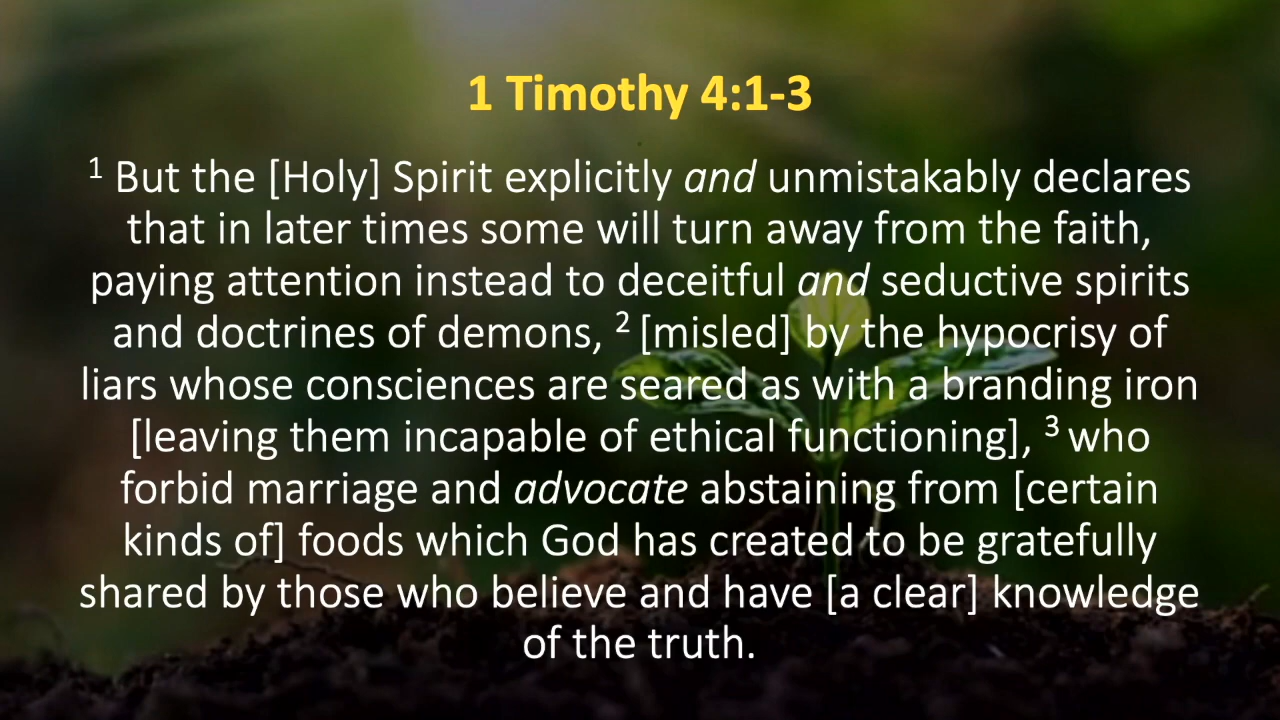 1 Timothy 4:1-3
1 But the [Holy] Spirit explicitly and unmistakably declares
that in later times some will turn away from the faith,
paying attention instead to deceitful and seductive spirits
and doctrines of demons, 2 [misled] by the hypocrisy of
liars whose consciences are seared as with a branding iron
[leaving them incapable of ethical functioning], 3 who
forbid marriage and advocate abstaining from [certain
kinds of] foods which God has created to be gratefully
shared by those who believe and have [a clear] knowledge
of the truth.